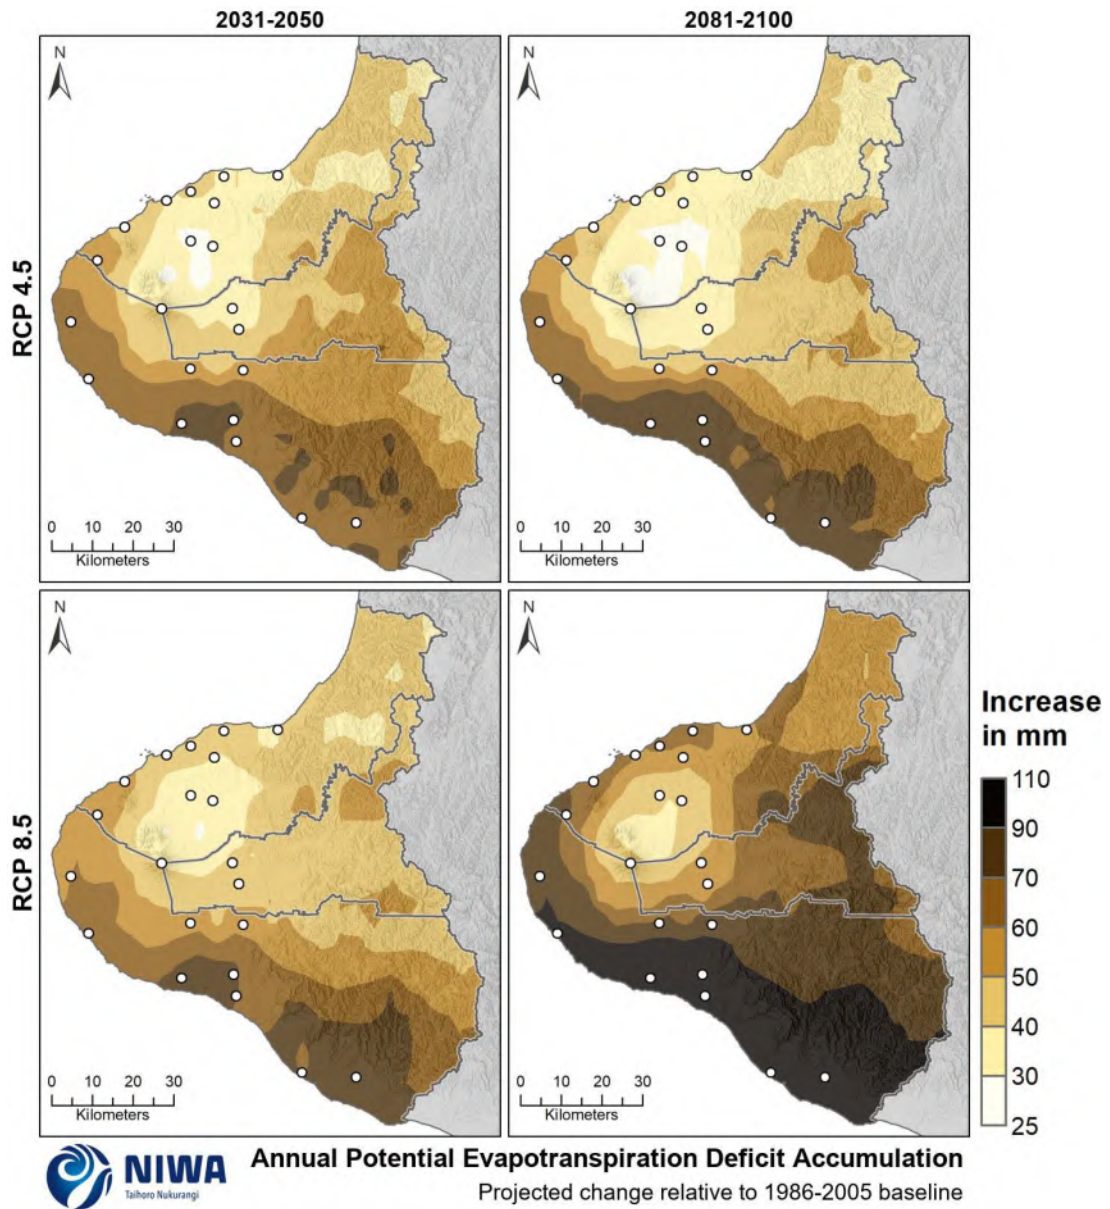 2031-2050
2081-2100
RCP 4.5
N
0 10 20 30
Kilometers
N
0 10 20 30
Kilometers
RCP 8.5
N
0 10 20 30
Kilometers
N
0 10 20 30
Kilometers
Increase
in mm
110
90
70
60
50
40
30
25
NIWA
Taihoro Nukurangi
Annual Potential Evapotranspiration Deficit Accumulation
Projected change relative to 1986-2005 baseline